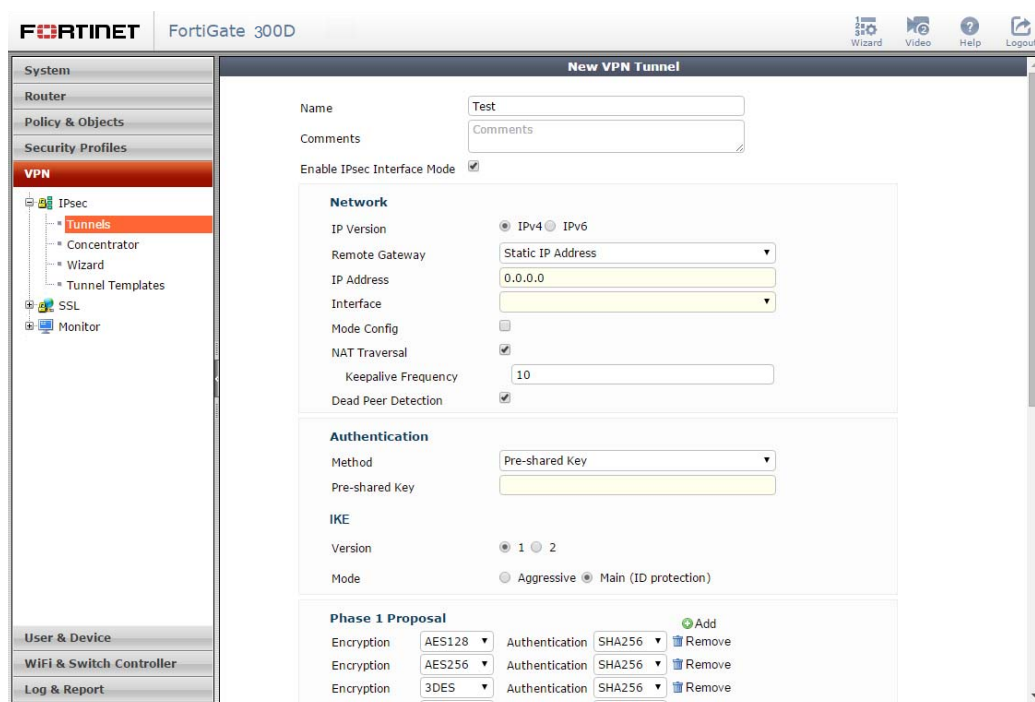 FORTINET
FortiGate 300D
Wizard
Video
Help
Logout
System
Router
Policy & Objects
Security Profiles
VPN
IPsec
Tunnels
Concentrator
Wizard
Tunnel Templates
SSL
Monitor
User & Device
WiFi & Switch Controller
Log & Report
New VPN Tunnel
Name Test
Comments Comments
Enable IPsec Interface Mode
Network
IP Version IPv4 IPv6
Remote Gateway Static IP Address
IP Address 0.0.0.0
Interface
Mode Config
NAT Traversal
Keepalive Frequency 10
Dead Peer Detection
Authentication
Method Pre-shared Key
Pre-shared Key
IKE
Version 1 2
Mode Aggressive Main (ID protection)
Phase 1 Proposal Add
Encryption AES128 Authentication SHA256 Remove
Encryption AES256 Authentication SHA256 Remove
Encryption 3DES Authentication SHA256 Remove